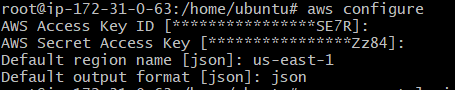 root@ip-172-31-0-63:/home/ubuntu# aws configure
AWS Access Key ID [****************SE7R]:
AWS Secret Access Key [****************Zz84]:
Default region name [json]: us-east-1
Default output format [json]: json